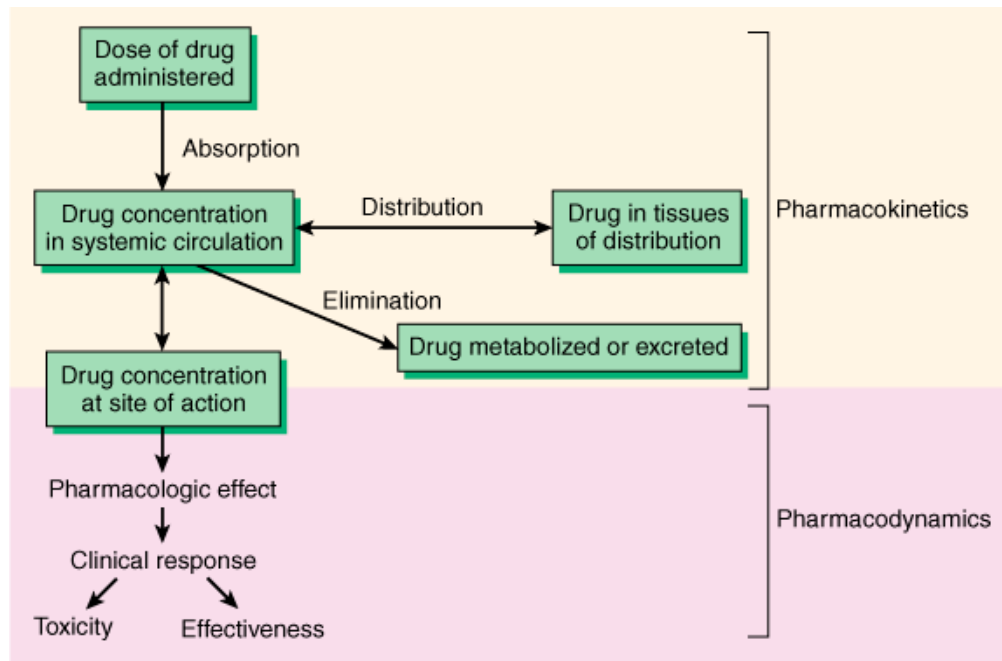 Dose of drug
administered
Absorption
Drug concentration
in systemic circulation
Distribution
Drug in tissues
of distribution
Pharmacokinetics
Elimination
Drug metabolized or excreted
Drug concentration
at site of action
Pharmacologic effect
Pharmacodynamics
Clinical response
Toxicity
Effectiveness